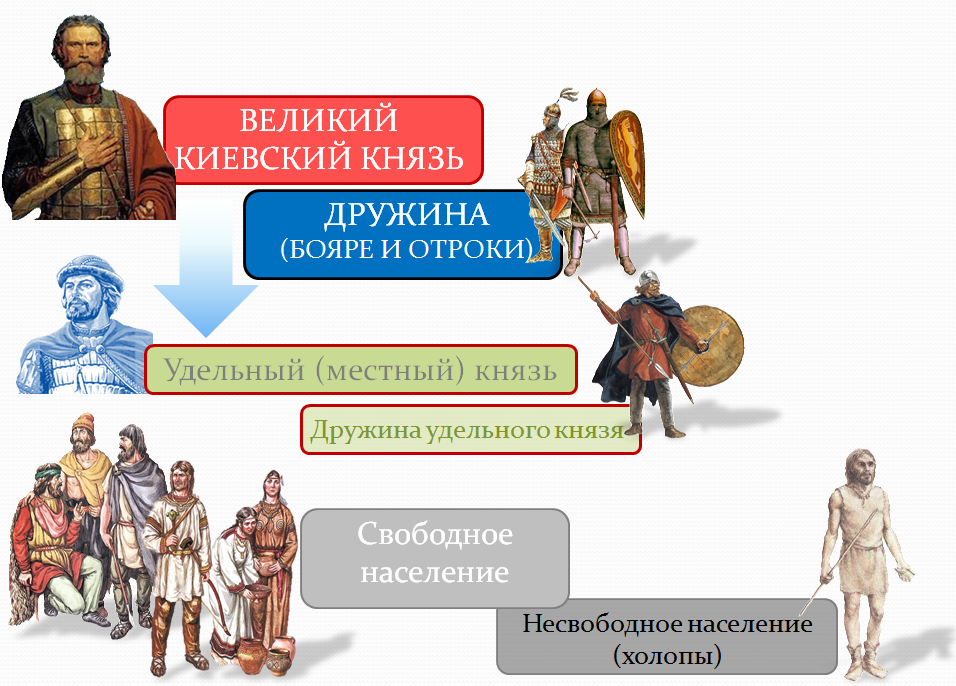 ВЕЛИКИЙ
КИЕВСКИЙ КНЯЗЬ
ДРУЖИНА
(БОЯРЕ И ОТРОКИ)
Удельный (местный) князь
Дружина удельного князя
Свободное
население
Несвободное население
(холопы)